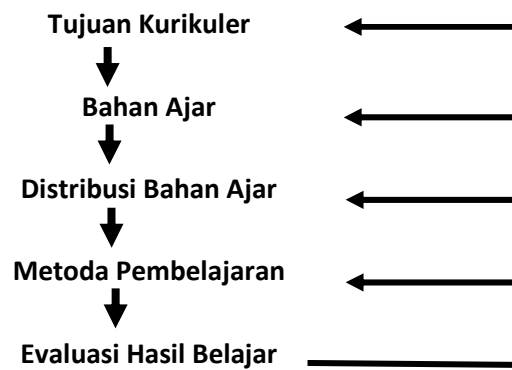 Tujuan Kurikuler
Bahan Ajar
Distribusi Bahan Ajar
Metoda Pembelajaran
Evaluasi Hasil Belajar